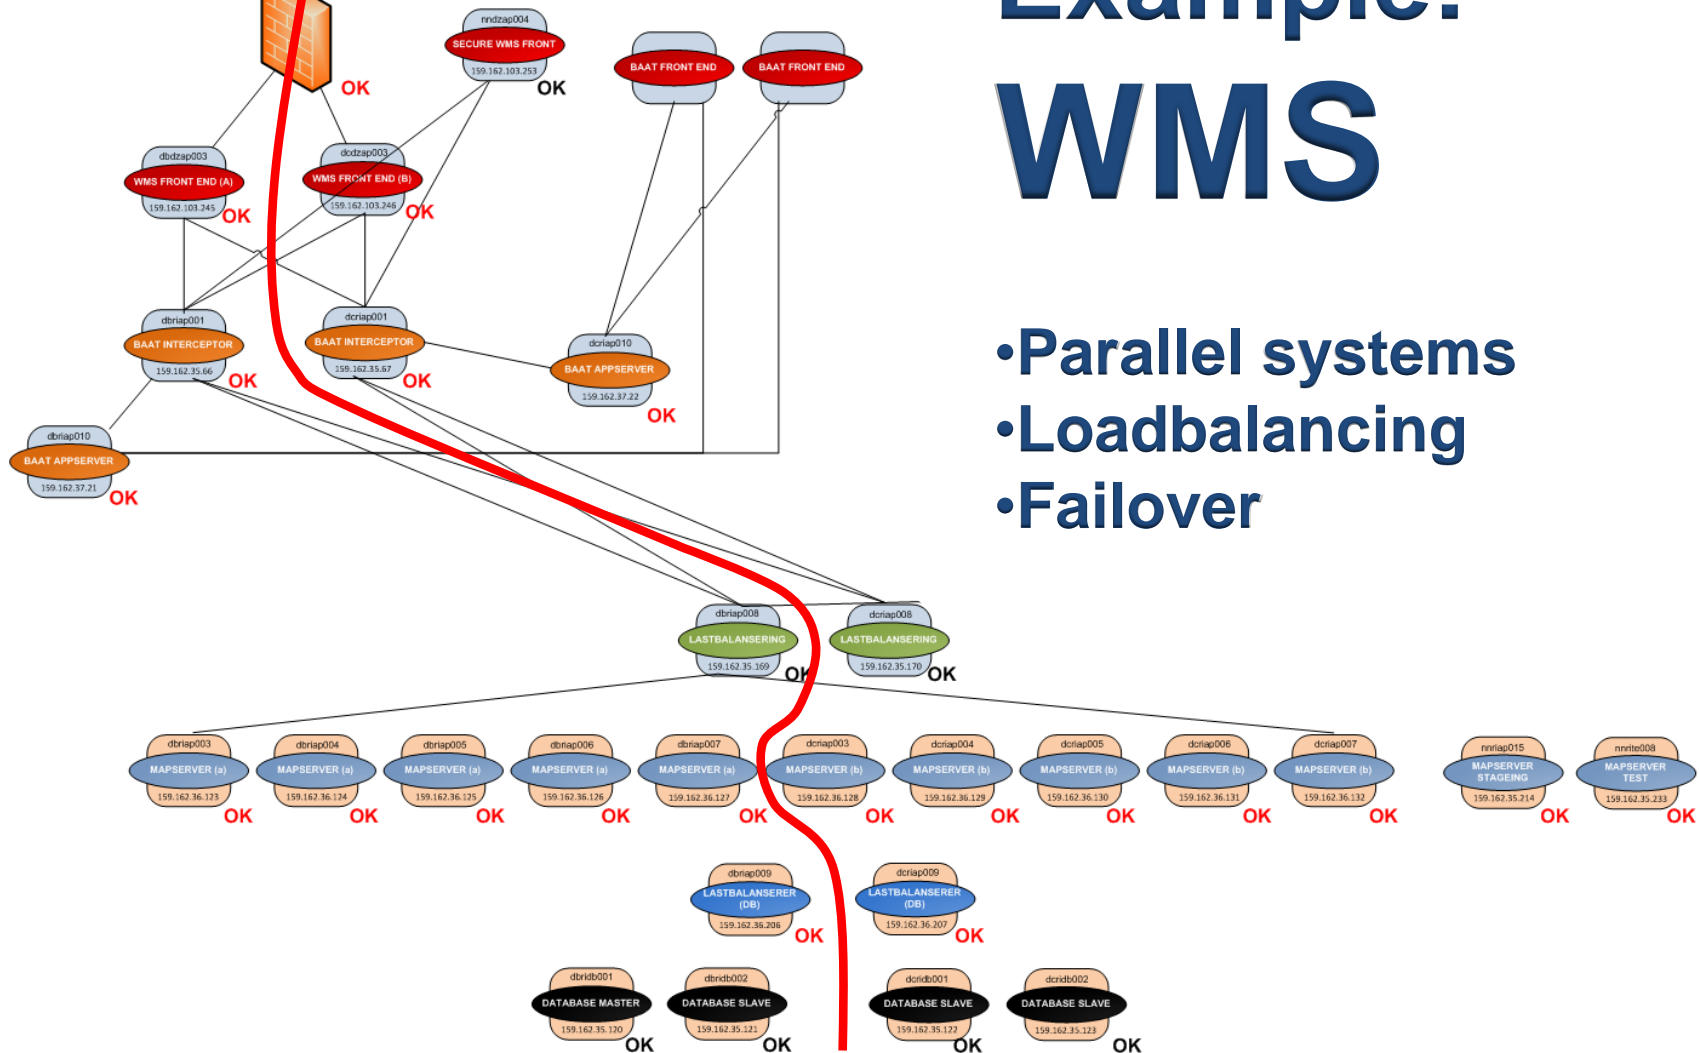 Example:
WMS
•Parallel systems
•Loadbalancing
•Failover
OK
nndzap004
SECURE WMS FRONT
159.162.103.253
OK
BAAT FRONT END
BAAT FRONT END
dbdzap003
WMS FRONT END (A)
159.162.103.245
OK
dcdzap003
WMS FRONT END (B)
159.162.103.246
OK
dbriap001
BAAT INTERCEPTOR
159.162.35.66
OK
dcriap001
BAAT INTERCEPTOR
159.162.35.67
OK
dcriap010
BAAT APPSERVER
159.162.37.22
OK
dbriap010
BAAT APPSERVER
159.162.37.21
OK
dbriap008
LASTBALANSERING
159.162.35.169
OK
dcriap008
LASTBALANSERING
159.162.35.170
OK
dbriap003
MAPSERVER (a)
159.162.36.123
OK
dbriap004
MAPSERVER (a)
159.162.36.124
OK
dbriap005
MAPSERVER (a)
159.162.36.125
OK
dbriap006
MAPSERVER (a)
159.162.36.126
OK
dbriap007
MAPSERVER (a)
159.162.36.127
OK
dcriap003
MAPSERVER (b)
159.162.36.128
OK
dcriap004
MAPSERVER (b)
159.162.36.129
OK
dcriap005
MAPSERVER (b)
159.162.36.130
OK
dcriap006
MAPSERVER (b)
159.162.36.131
OK
dcriap007
MAPSERVER (b)
159.162.36.132
OK
nnriap015
MAPSERVER
STAGEING
159.162.35.214
OK
nnrite008
MAPSERVER
TEST
159.162.35.233
OK
dbriap009
LASTBALANSERER
(DB)
159.162.36.206
OK
dcriap009
LASTBALANSERER
(DB)
159.162.36.207
OK
dbridb001
DATABASE MASTER
159.162.35.120
OK
dbridb002
DATABASE SLAVE
159.162.35.121
OK
dcridb001
DATABASE SLAVE
159.162.35.122
OK
dcridb002
DATABASE SLAVE
159.162.35.123
OK